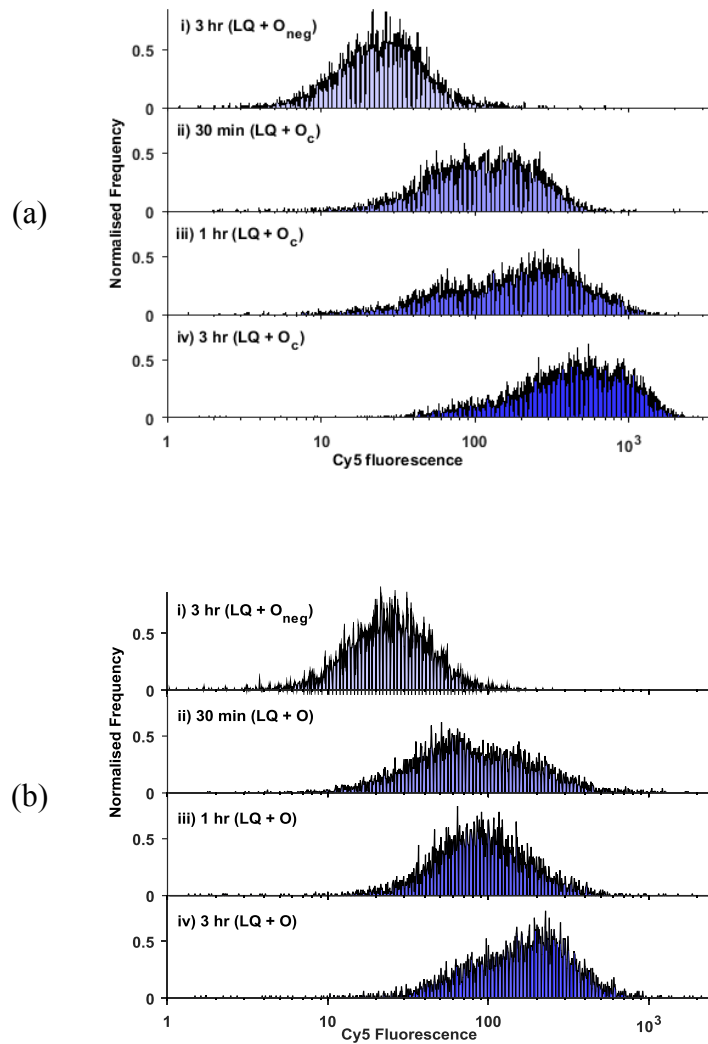 (a)
Normalised Frequency
i) 3 hr (LQ + Oneg)
0.5
0
ii) 30 min (LQ + Oc)
0.5
0
iii) 1 hr (LQ + Oc)
0.5
0
iv) 3 hr (LQ + Oc)
0.5
0
1 10 100 10³
Cy5 fluorescence
(b)
Normalised Frequency
i) 3 hr (LQ + Oneg)
0.5
0
ii) 30 min (LQ + O)
0.5
0
iii) 1 hr (LQ + O)
0.5
0
iv) 3 hr (LQ + O)
0.5
0
1 10 100 10³
Cy5 Fluorescence